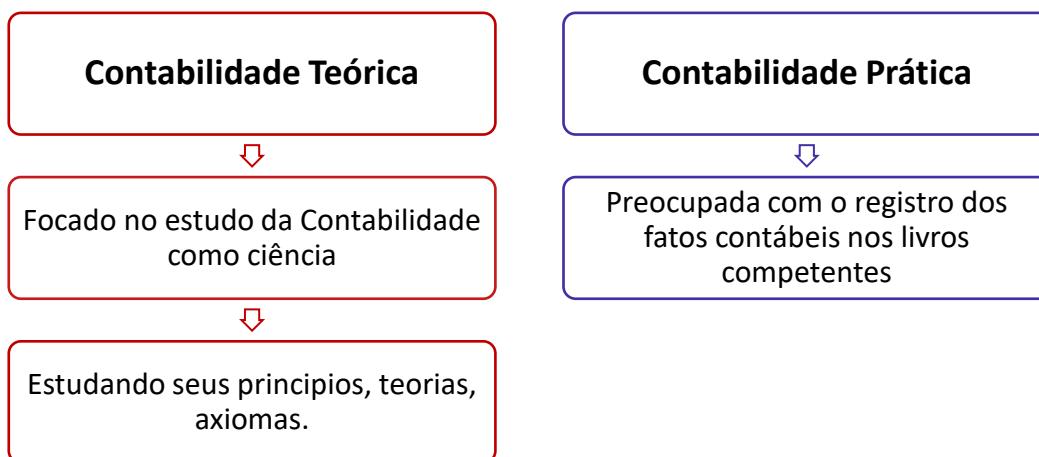 Contabilidade Teórica
Focado no estudo da Contabilidade
como ciência
Estudando seus principios, teorias,
axiomas.
Contabilidade Prática
Preocupada com o registro dos
fatos contábeis nos livros
competentes